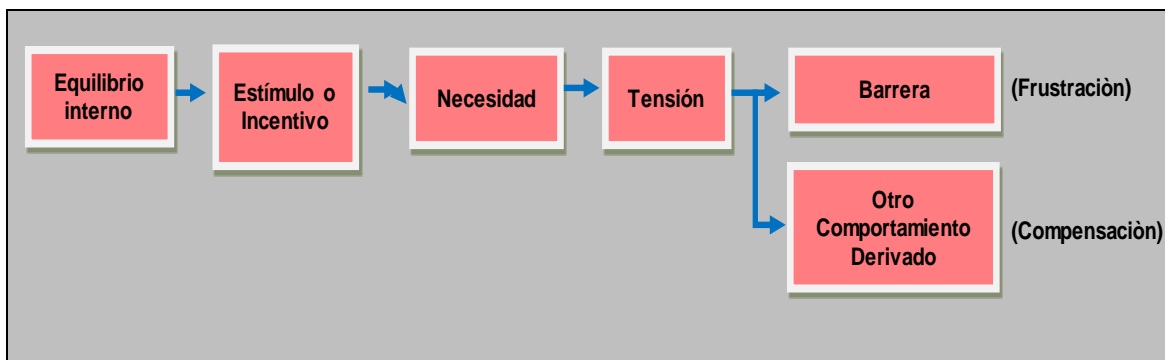 Equilibrio
interno
Estímulo o
Incentivo
Necesidad
Tensión
Barrera
(Frustraciòn)
Otro
Comportamiento
Derivado
(Compensaciòn)